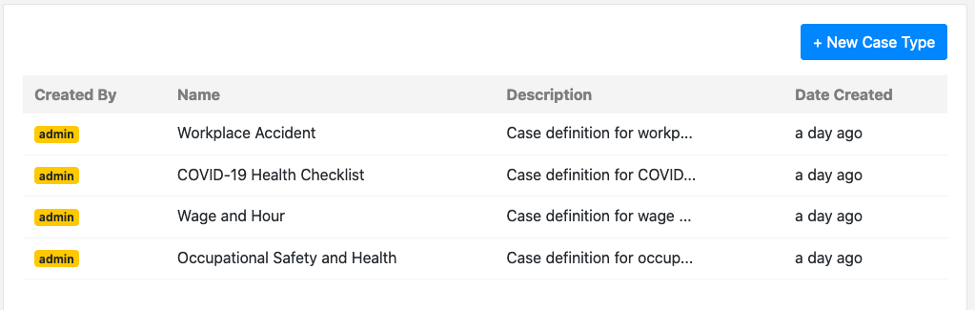 + New Case Type
Created By Name Description Date Created
admin Workplace Accident Case definition for workp... a day ago
admin COVID-19 Health Checklist Case definition for COVID... a day ago
admin Wage and Hour Case definition for wage ... a day ago
admin Occupational Safety and Health Case definition for occup... a day ago